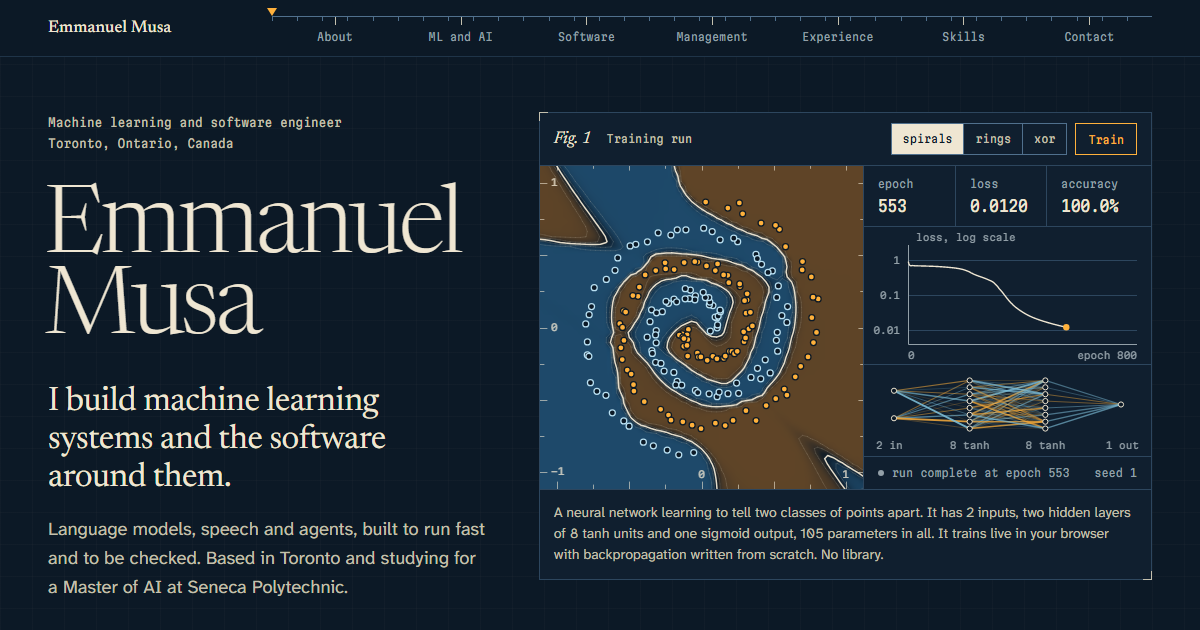 Emmanuel Musa
About
ML and AI
Software
Management
Experience
Skills
Contact
Machine learning and software engineer
Toronto, Ontario, Canada
Emmanuel
Musa
I build machine learning
systems and the software
around them.
Language models, speech and agents, built to run fast
and to be checked. Based in Toronto and studying for
a Master of AI at Seneca Polytechnic.
Fig. 1 Training run
spirals rings xor Train
1
0
−1
0
1
epoch
553
loss
0.0120
accuracy
100.0%
loss, log scale
1
0.1
0.01
0 epoch 800
2 in 8 tanh 8 tanh 1 out
run complete at epoch 553 seed 1
A neural network learning to tell two classes of points apart. It has 2 inputs, two hidden layers
of 8 tanh units and one sigmoid output, 105 parameters in all. It trains live in your browser
with backpropagation written from scratch. No library.